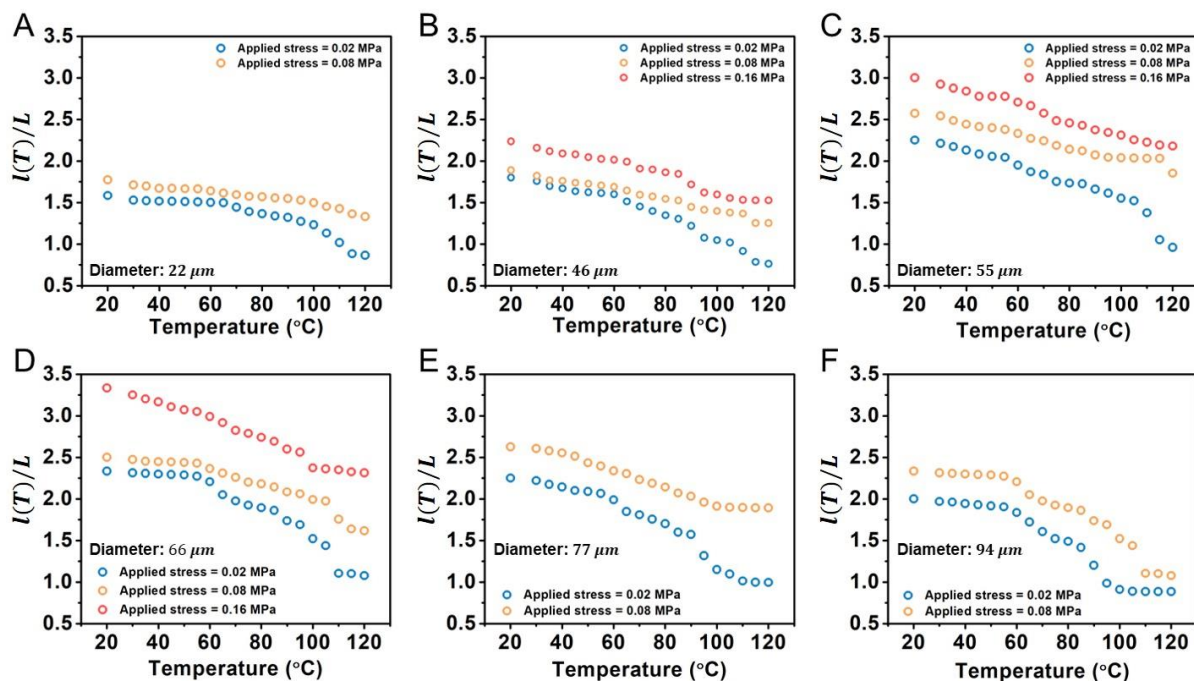 A
3.5
3.0
2.5
2.0
1.5
1.0
0.5
l(T)/L
Applied stress = 0.02 MPa
Applied stress = 0.08 MPa
Diameter: 22 μm
20 40 60 80 100 120
Temperature (°C)
B
3.5
3.0
2.5
2.0
1.5
1.0
0.5
l(T)/L
Applied stress = 0.02 MPa
Applied stress = 0.08 MPa
Applied stress = 0.16 MPa
Diameter: 46 μm
20 40 60 80 100 120
Temperature (°C)
C
3.5
3.0
2.5
2.0
1.5
1.0
0.5
l(T)/L
Applied stress = 0.02 MPa
Applied stress = 0.08 MPa
Applied stress = 0.16 MPa
Diameter: 55 μm
20 40 60 80 100 120
Temperature (°C)
D
3.5
3.0
2.5
2.0
1.5
1.0
0.5
l(T)/L
Diameter: 66 μm
Applied stress = 0.02 MPa
Applied stress = 0.08 MPa
Applied stress = 0.16 MPa
20 40 60 80 100 120
Temperature (°C)
E
3.5
3.0
2.5
2.0
1.5
1.0
0.5
l(T)/L
Diameter: 77 μm
Applied stress = 0.02 MPa
Applied stress = 0.08 MPa
20 40 60 80 100 120
Temperature (°C)
F
3.5
3.0
2.5
2.0
1.5
1.0
0.5
l(T)/L
Diameter: 94 μm
Applied stress = 0.02 MPa
Applied stress = 0.08 MPa
20 40 60 80 100 120
Temperature (°C)